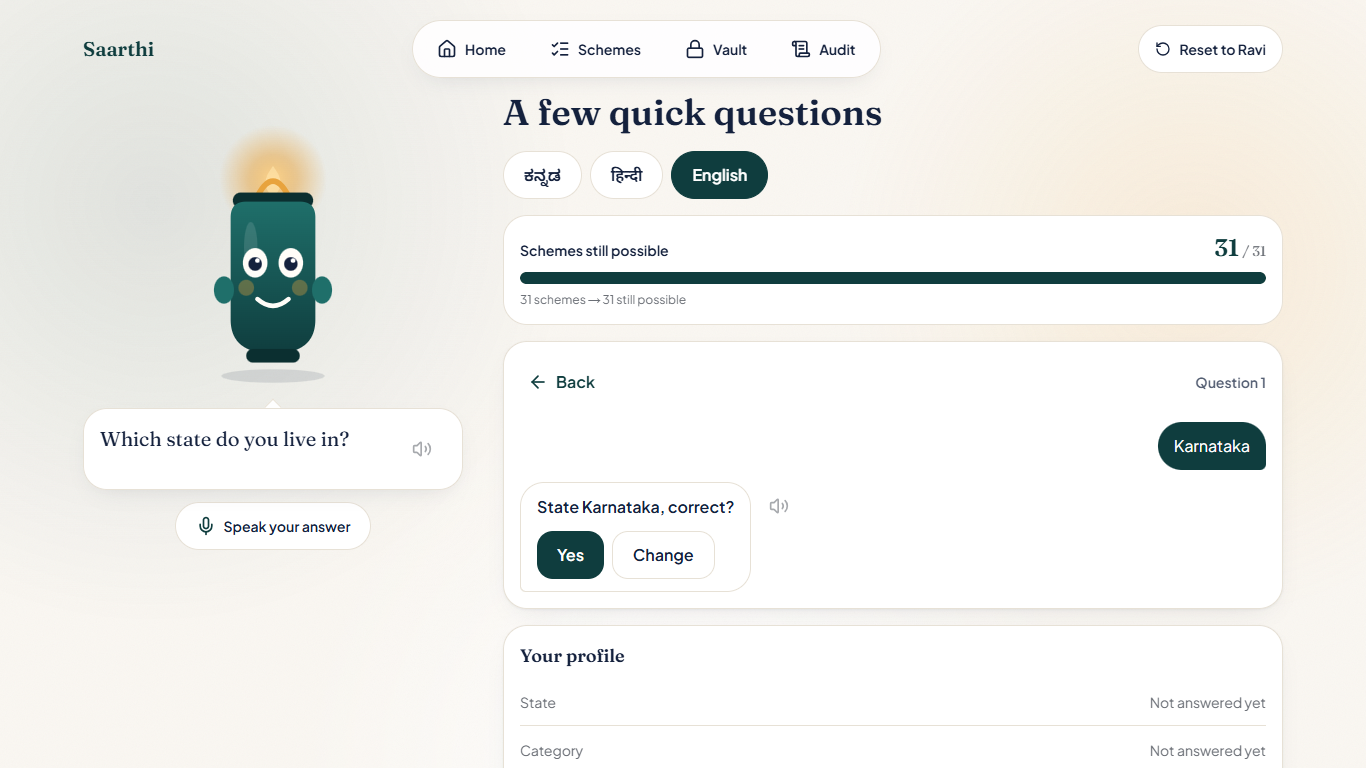 Saarthi
Home
Schemes
Vault
Audit
Reset to Ravi
A few quick questions
ಕನ್ನಡ
हिन्दी
English
Schemes still possible
31 / 31
31 schemes → 31 still possible
Back
Question 1
Karnataka
Which state do you live in?
State Karnataka, correct?
Yes
Change
Speak your answer
Your profile
State
Not answered yet
Category
Not answered yet